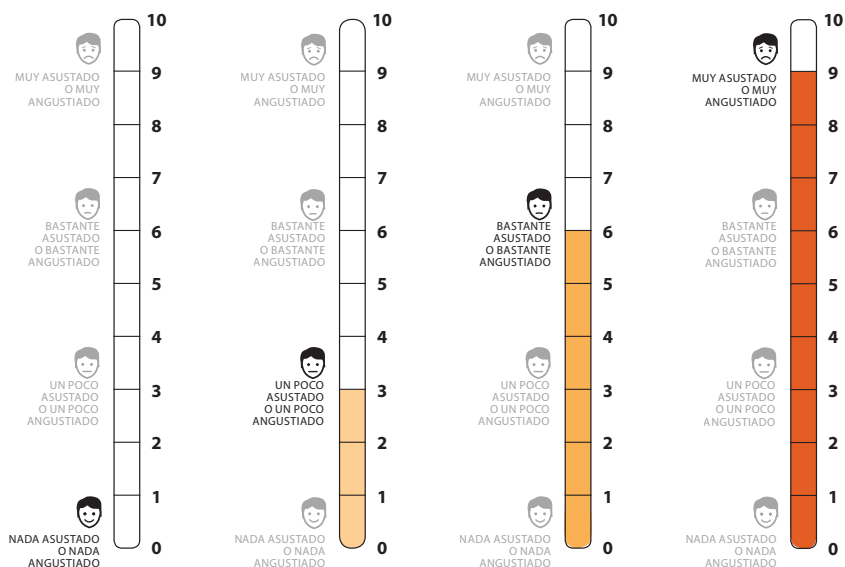 10
MUY ASUSTADO
O MUY
ANGUSTIADO
9
8
7
BASTANTE
ASUSTADO
O BASTANTE
ANGUSTIADO
6
5
4
UN POCO
ASUSTADO
O UN POCO
ANGUSTIADO
3
2
1
NADA ASUSTADO
O NADA
ANGUSTIADO
0
10
MUY ASUSTADO
O MUY
ANGUSTIADO
9
8
7
BASTANTE
ASUSTADO
O BASTANTE
ANGUSTIADO
6
5
4
UN POCO
ASUSTADO
O UN POCO
ANGUSTIADO
3
2
1
NADA ASUSTADO
O NADA
ANGUSTIADO
0
10
MUY ASUSTADO
O MUY
ANGUSTIADO
9
8
7
BASTANTE
ASUSTADO
O BASTANTE
ANGUSTIADO
6
5
4
UN POCO
ASUSTADO
O UN POCO
ANGUSTIADO
3
2
1
NADA ASUSTADO
O NADA
ANGUSTIADO
0
10
MUY ASUSTADO
O MUY
ANGUSTIADO
9
8
7
BASTANTE
ASUSTADO
O BASTANTE
ANGUSTIADO
6
5
4
UN POCO
ASUSTADO
O UN POCO
ANGUSTIADO
3
2
1
NADA ASUSTADO
O NADA
ANGUSTIADO
0